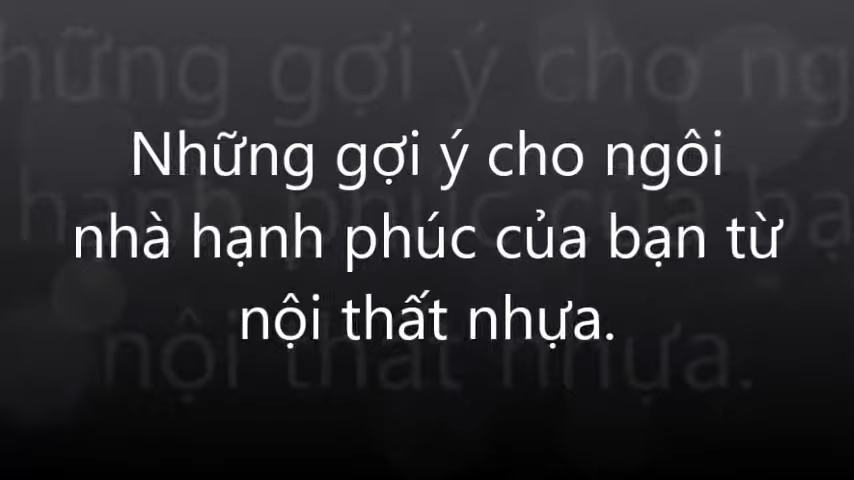 Những gợi ý cho ngôi
nhà hạnh phúc của bạn từ
nội thất nhựa.